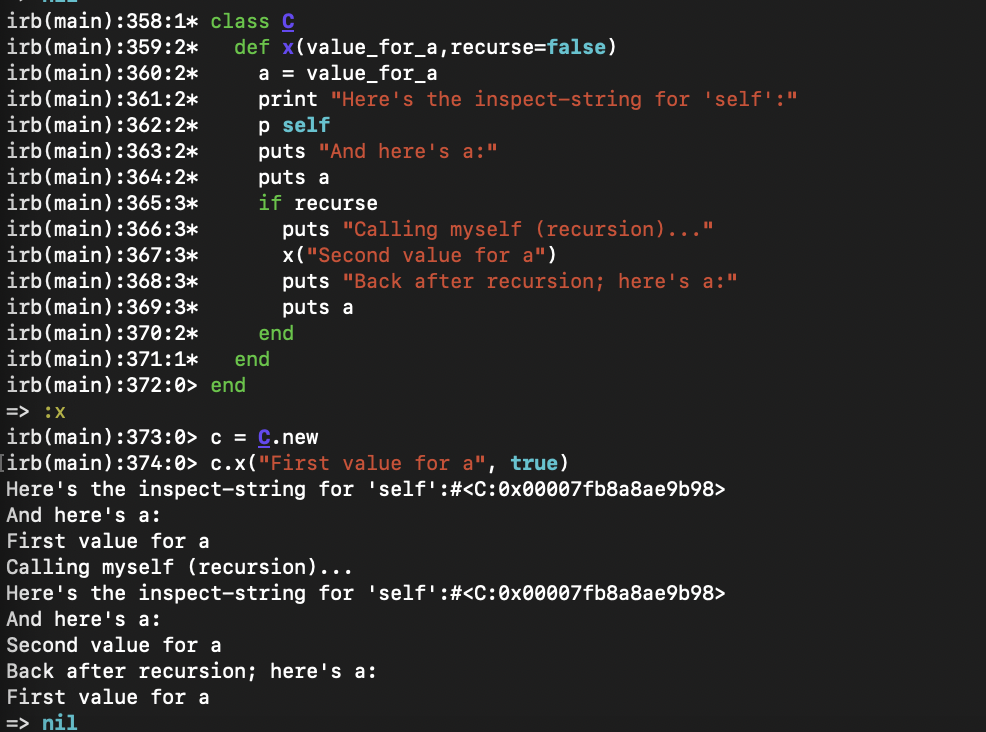 irb(main):358:1* class C
irb(main):359:2*   def x(value_for_a,recurse=false)
irb(main):360:2*     a = value_for_a
irb(main):361:2*     print "Here's the inspect-string for 'self':"
irb(main):362:2*     p self
irb(main):363:2*     puts "And here's a:"
irb(main):364:2*     puts a
irb(main):365:3*     if recurse
irb(main):366:3*       puts "Calling myself (recursion)..."
irb(main):367:3*       x("Second value for a")
irb(main):368:3*       puts "Back after recursion; here's a:"
irb(main):369:3*       puts a
irb(main):370:2*     end
irb(main):371:1*   end
irb(main):372:0> end
=> :x
irb(main):373:0> c = C.new
irb(main):374:0> c.x("First value for a", true)
Here's the inspect-string for 'self':#<C:0x00007fb8a8ae9b98>
And here's a:
First value for a
Calling myself (recursion)...
Here's the inspect-string for 'self':#<C:0x00007fb8a8ae9b98>
And here's a:
Second value for a
Back after recursion; here's a:
First value for a
=> nil